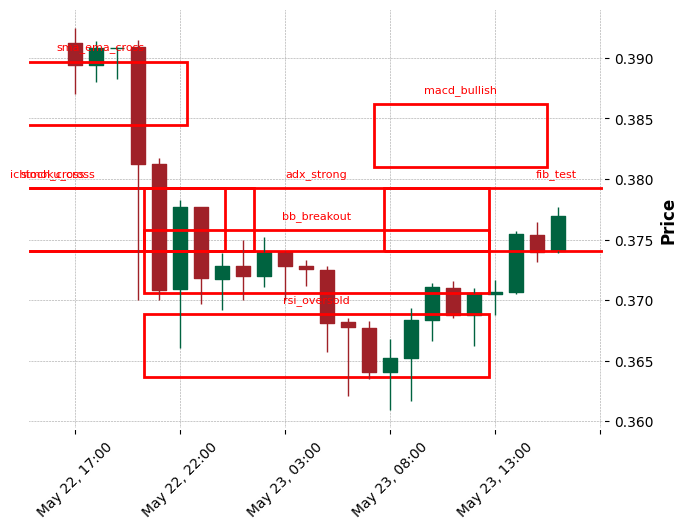 sma_ema_cross
0.390
macd_bullish
0.385
adx_strong
fib_test
0.380
bb_breakout
0.375
rsi_oversold
0.370
0.365
0.360
Price
May 22, 17:00
May 22, 22:00
May 23, 03:00
May 23, 08:00
May 23, 13:00